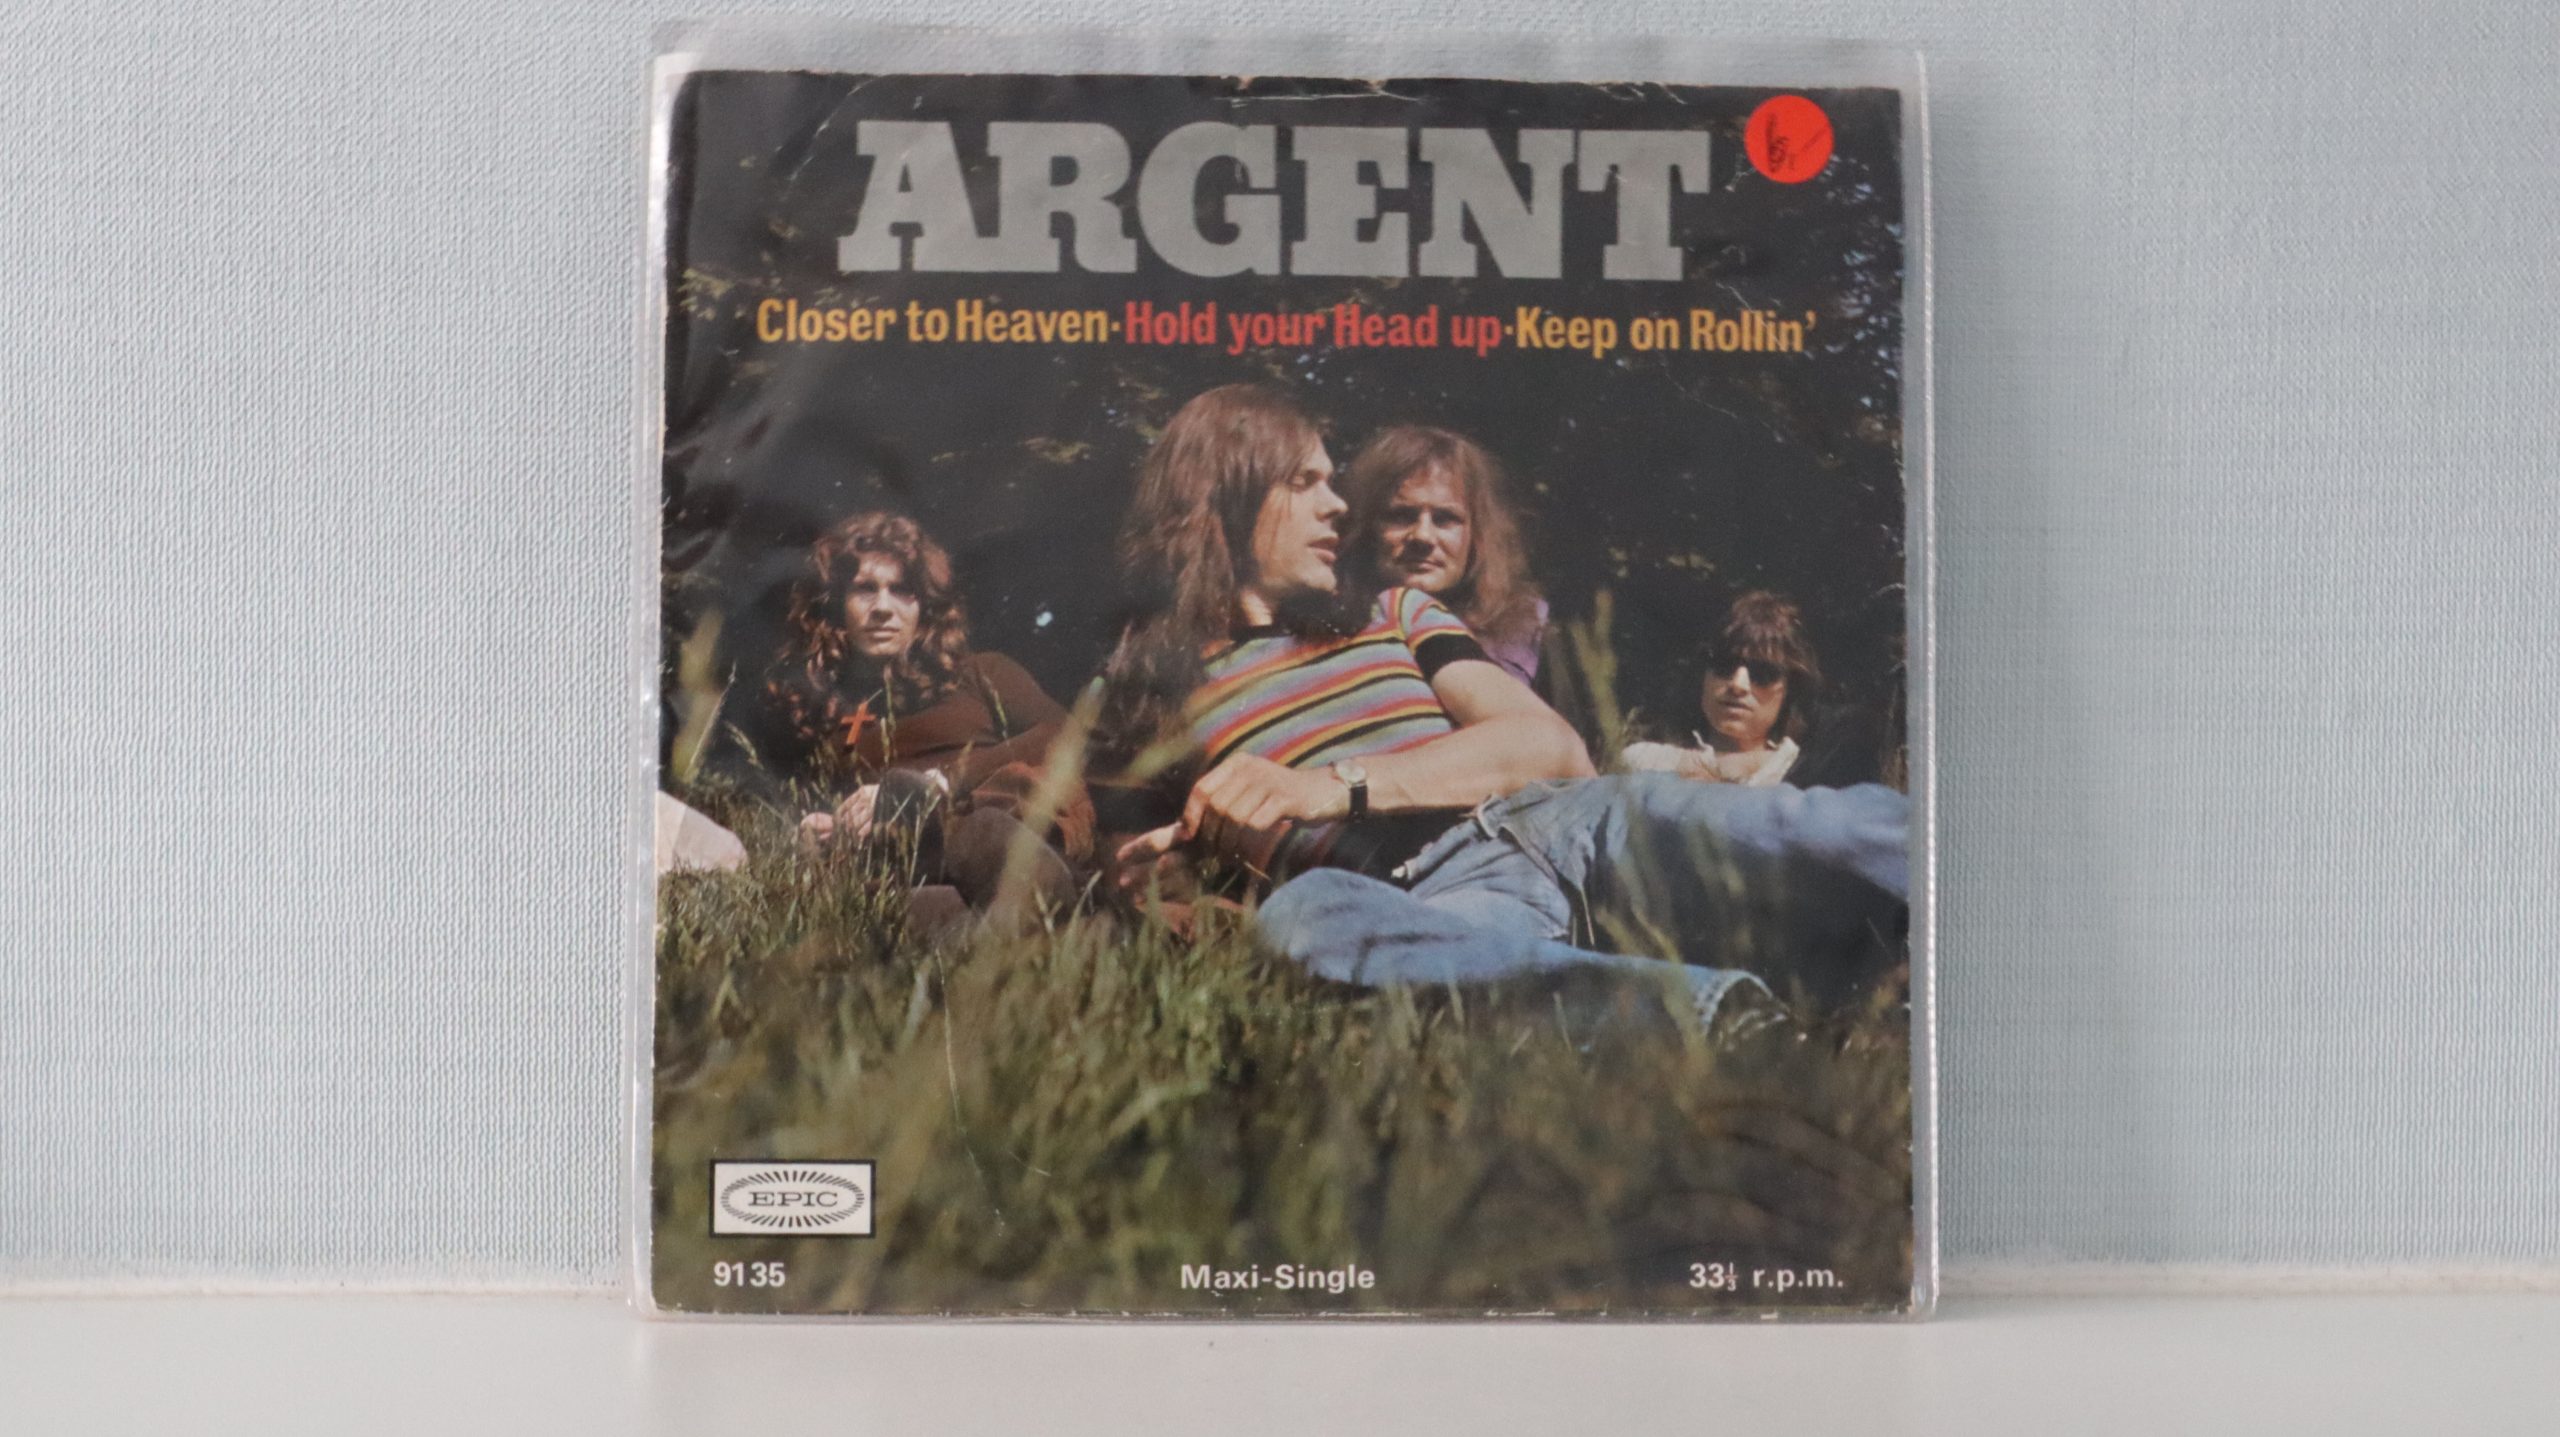 ARGENT
Closer to Heaven·Hold your Head up·Keep on Rollin'
EPIC
9135 Maxi-Single 33⅓ r.p.m.